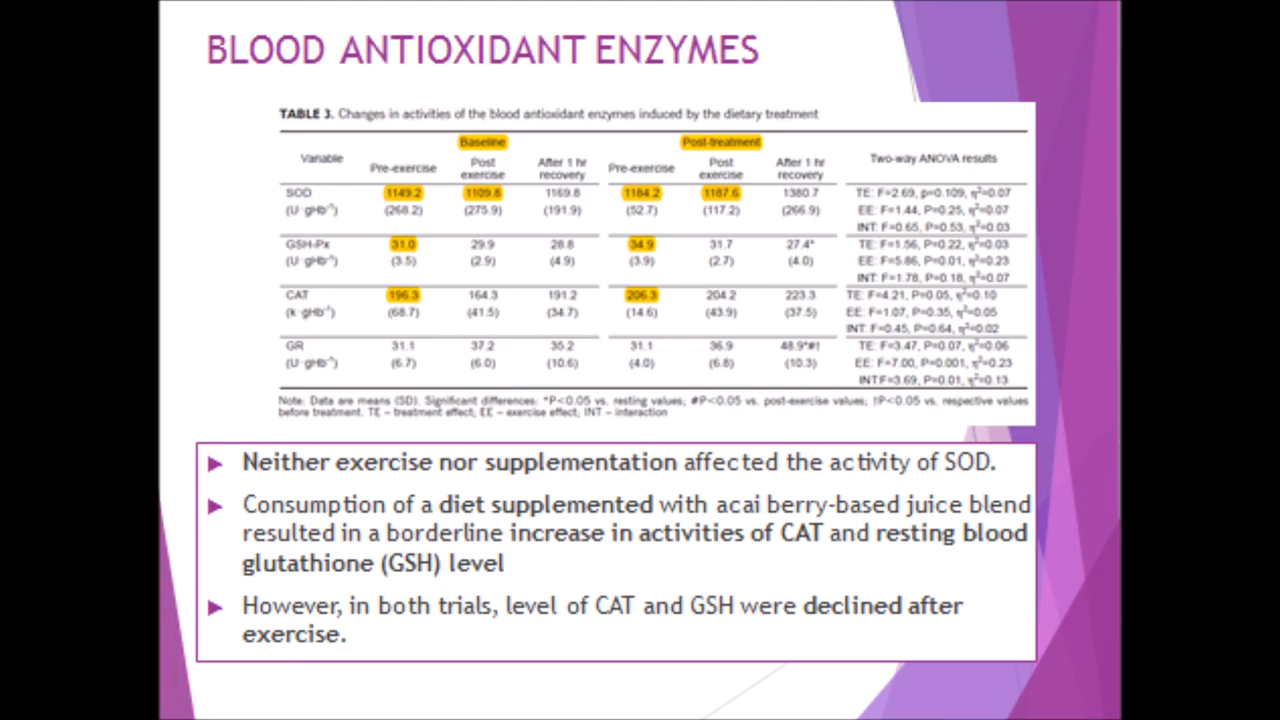 BLOOD ANTIOXIDANT ENZYMES
TABLE 3. Changes in activities of the blood antioxidant enzymes induced by the dietary treatment
Baseline Post-treatment
Variable Pre-exercise Post exercise After 1 hr recovery Pre-exercise Post exercise After 1 hr recovery Two-way ANOVA results
SOD 1149.2 1109.8 1169.8 1184.2 1187.6 1380.7 TE: F=2.69, p=0.109, η²=0.07
(U·gHb⁻¹) (268.2) (275.9) (191.9) (52.7) (117.2) (266.9) EE: F=1.44, P=0.25, η²=0.07
INT: F=0.65, P=0.53, η²=0.03
GSH-Px 31.0 29.9 28.8 34.9 31.7 27.4* TE: F=1.56, P=0.22, η²=0.03
(U·gHb⁻¹) (3.5) (2.9) (4.9) (3.9) (2.7) (4.0) EE: F=5.86, P=0.01, η²=0.23
INT: F=1.78, P=0.18, η²=0.07
CAT 196.3 164.3 191.2 206.3 204.2 223.3 TE: F=4.21, P=0.05, η²=0.10
(k·gHb⁻¹) (68.7) (41.5) (34.7) (14.6) (43.9) (37.5) EE: F=1.07, P=0.35, η²=0.05
INT: F=0.45, P=0.64, η²=0.02
GR 31.1 37.2 35.2 31.1 36.9 48.9*#† TE: F=3.47, P=0.07, η²=0.06
(U·gHb⁻¹) (6.7) (6.0) (10.6) (4.0) (6.8) (10.3) EE: F=7.00, P=0.001, η²=0.23
INT:F=3.69, P=0.01, η²=0.13
Note: Data are means (SD). Significant differences: *P<0.05 vs. resting values; #P<0.05 vs. post-exercise values; †P<0.05 vs. respective values
before treatment. TE – treatment effect; EE – exercise effect; INT – interaction
Neither exercise nor supplementation affected the activity of SOD.
Consumption of a diet supplemented with acai berry-based juice blend
resulted in a borderline increase in activities of CAT and resting blood
glutathione (GSH) level
However, in both trials, level of CAT and GSH were declined after
exercise.